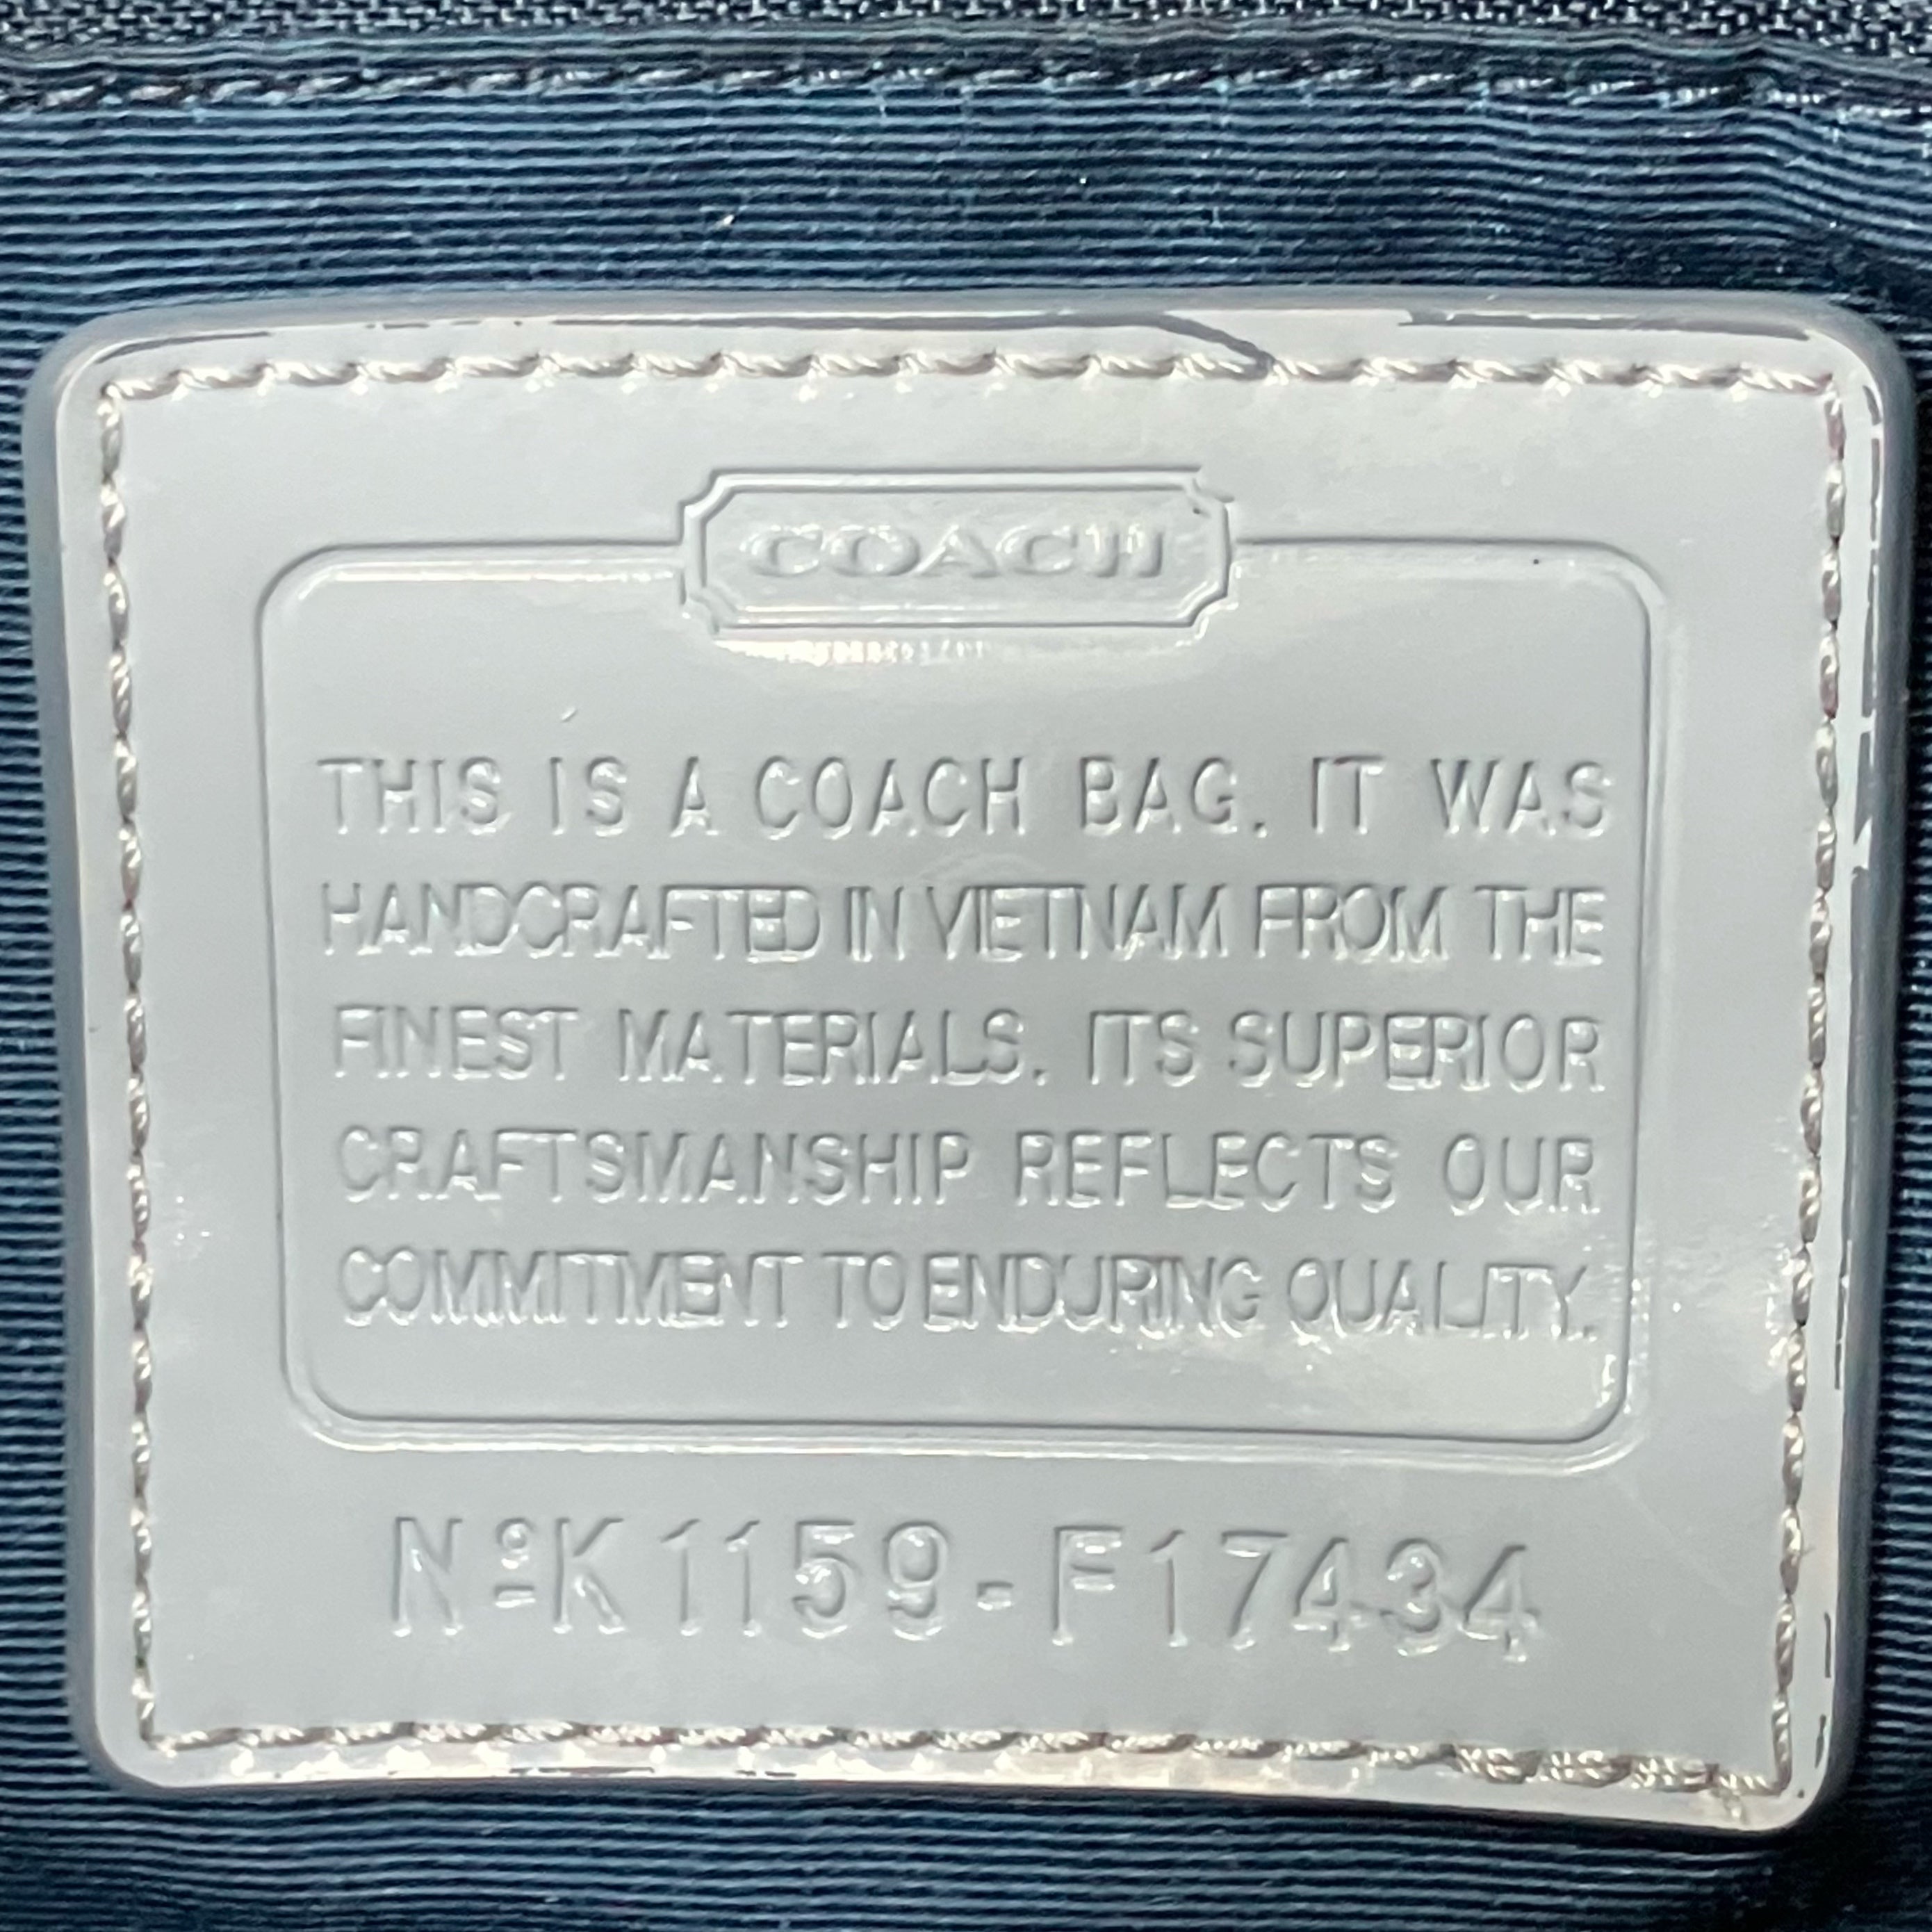 COACH
THIS IS A COACH BAG. IT WAS
HANDCRAFTED IN VIETNAM FROM THE
FINEST MATERIALS. ITS SUPERIOR
CRAFTSMANSHIP REFLECTS OUR
COMMITMENT TO ENDURING QUALITY.
Nº K1159-F17434